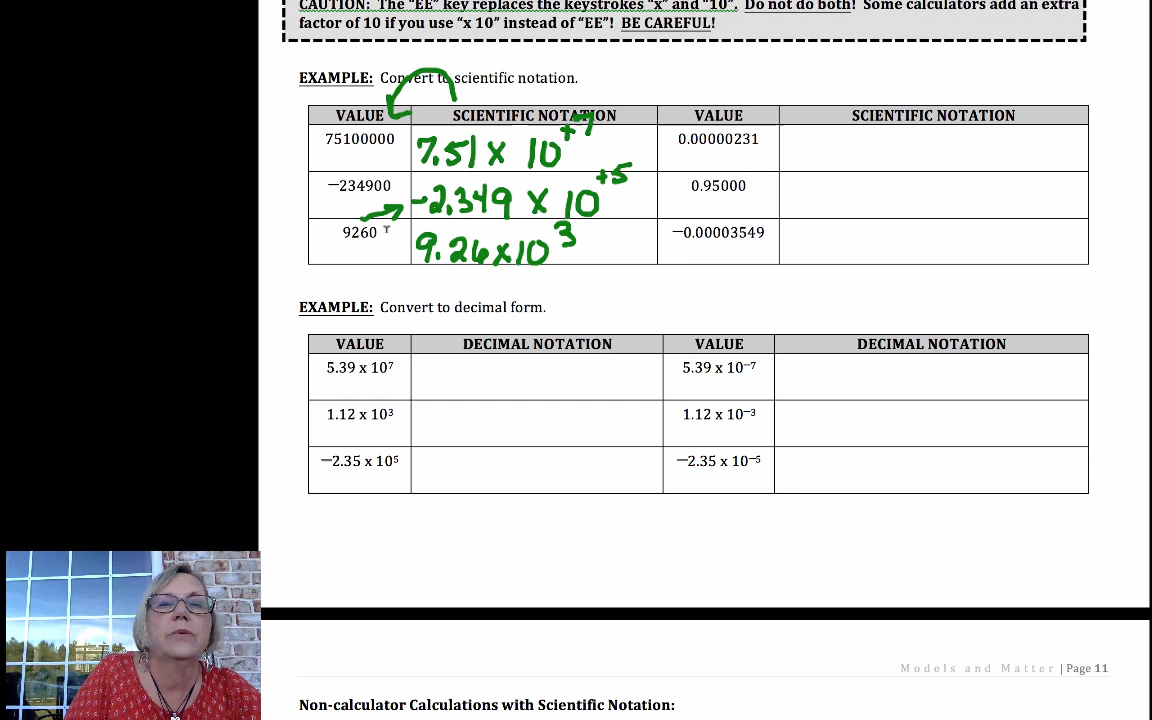 CAUTION: The "EE" key replaces the keystrokes "x" and "10". Do not do both! Some calculators add an extra
factor of 10 if you use "x 10" instead of "EE"! BE CAREFUL!
EXAMPLE: Convert to scientific notation.
VALUE SCIENTIFIC NOTATION VALUE SCIENTIFIC NOTATION
75100000 7.51 x 10+7 0.00000231
−234900 -2.349 x 10+5 0.95000
9260 9.26x10 3 −0.00003549
EXAMPLE: Convert to decimal form.
VALUE DECIMAL NOTATION VALUE DECIMAL NOTATION
5.39 x 10⁷ 5.39 x 10⁻⁷
1.12 x 10³ 1.12 x 10⁻³
−2.35 x 10⁵ −2.35 x 10⁻⁵
Models and Matter | Page 11
Non-calculator Calculations with Scientific Notation: